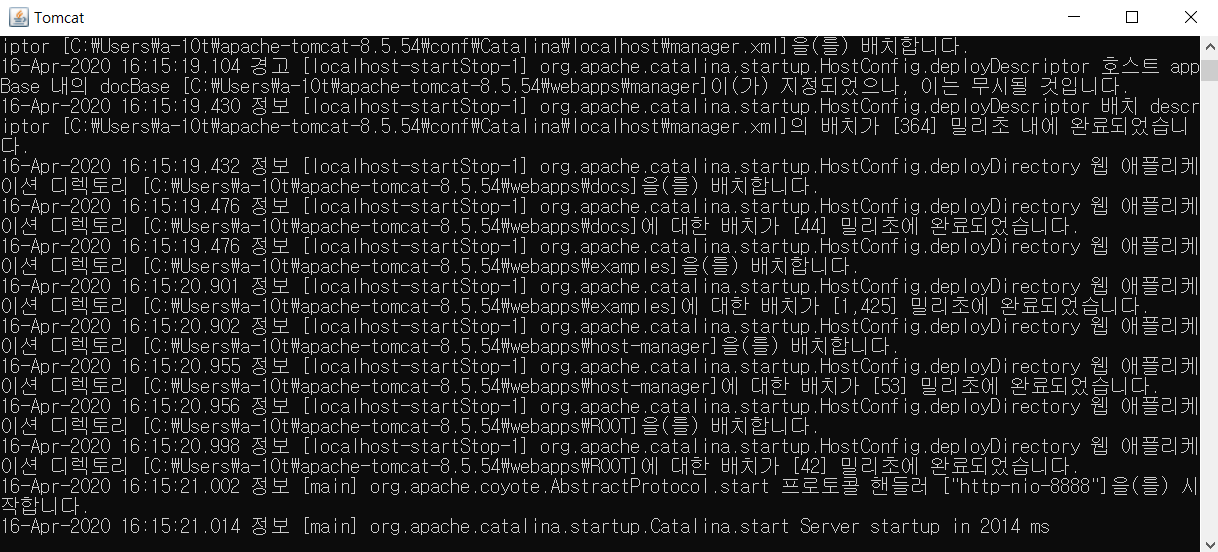 Tomcat
iptor [C:\Users\a-10t\apache-tomcat-8.5.54\conf\Catalina\localhost\manager.xml]을(를) 배치합니다.
16-Apr-2020 16:15:19.104 경고 [localhost-startStop-1] org.apache.catalina.startup.HostConfig.deployDescriptor 호스트 app
Base 내의 docBase [C:\Users\a-10t\apache-tomcat-8.5.54\webapps\manager]이(가) 지정되었으나, 이는 무시될 것입니다.
16-Apr-2020 16:15:19.430 정보 [localhost-startStop-1] org.apache.catalina.startup.HostConfig.deployDescriptor 배치 descr
iptor [C:\Users\a-10t\apache-tomcat-8.5.54\conf\Catalina\localhost\manager.xml]의 배치가 [364] 밀리초 내에 완료되었습니
다.
16-Apr-2020 16:15:19.432 정보 [localhost-startStop-1] org.apache.catalina.startup.HostConfig.deployDirectory 웹 애플리케
이션 디렉토리 [C:\Users\a-10t\apache-tomcat-8.5.54\webapps\docs]을(를) 배치합니다.
16-Apr-2020 16:15:19.476 정보 [localhost-startStop-1] org.apache.catalina.startup.HostConfig.deployDirectory 웹 애플리케
이션 디렉토리 [C:\Users\a-10t\apache-tomcat-8.5.54\webapps\docs]에 대한 배치가 [44] 밀리초에 완료되었습니다.
16-Apr-2020 16:15:19.476 정보 [localhost-startStop-1] org.apache.catalina.startup.HostConfig.deployDirectory 웹 애플리케
이션 디렉토리 [C:\Users\a-10t\apache-tomcat-8.5.54\webapps\examples]을(를) 배치합니다.
16-Apr-2020 16:15:20.901 정보 [localhost-startStop-1] org.apache.catalina.startup.HostConfig.deployDirectory 웹 애플리케
이션 디렉토리 [C:\Users\a-10t\apache-tomcat-8.5.54\webapps\examples]에 대한 배치가 [1,425] 밀리초에 완료되었습니다.
16-Apr-2020 16:15:20.902 정보 [localhost-startStop-1] org.apache.catalina.startup.HostConfig.deployDirectory 웹 애플리케
이션 디렉토리 [C:\Users\a-10t\apache-tomcat-8.5.54\webapps\host-manager]을(를) 배치합니다.
16-Apr-2020 16:15:20.955 정보 [localhost-startStop-1] org.apache.catalina.startup.HostConfig.deployDirectory 웹 애플리케
이션 디렉토리 [C:\Users\a-10t\apache-tomcat-8.5.54\webapps\host-manager]에 대한 배치가 [53] 밀리초에 완료되었습니다.
16-Apr-2020 16:15:20.956 정보 [localhost-startStop-1] org.apache.catalina.startup.HostConfig.deployDirectory 웹 애플리케
이션 디렉토리 [C:\Users\a-10t\apache-tomcat-8.5.54\webapps\ROOT]을(를) 배치합니다.
16-Apr-2020 16:15:20.998 정보 [localhost-startStop-1] org.apache.catalina.startup.HostConfig.deployDirectory 웹 애플리케
이션 디렉토리 [C:\Users\a-10t\apache-tomcat-8.5.54\webapps\ROOT]에 대한 배치가 [42] 밀리초에 완료되었습니다.
16-Apr-2020 16:15:21.002 정보 [main] org.apache.coyote.AbstractProtocol.start 프로토콜 핸들러 ["http-nio-8888"]을(를) 시
작합니다.
16-Apr-2020 16:15:21.014 정보 [main] org.apache.catalina.startup.Catalina.start Server startup in 2014 ms